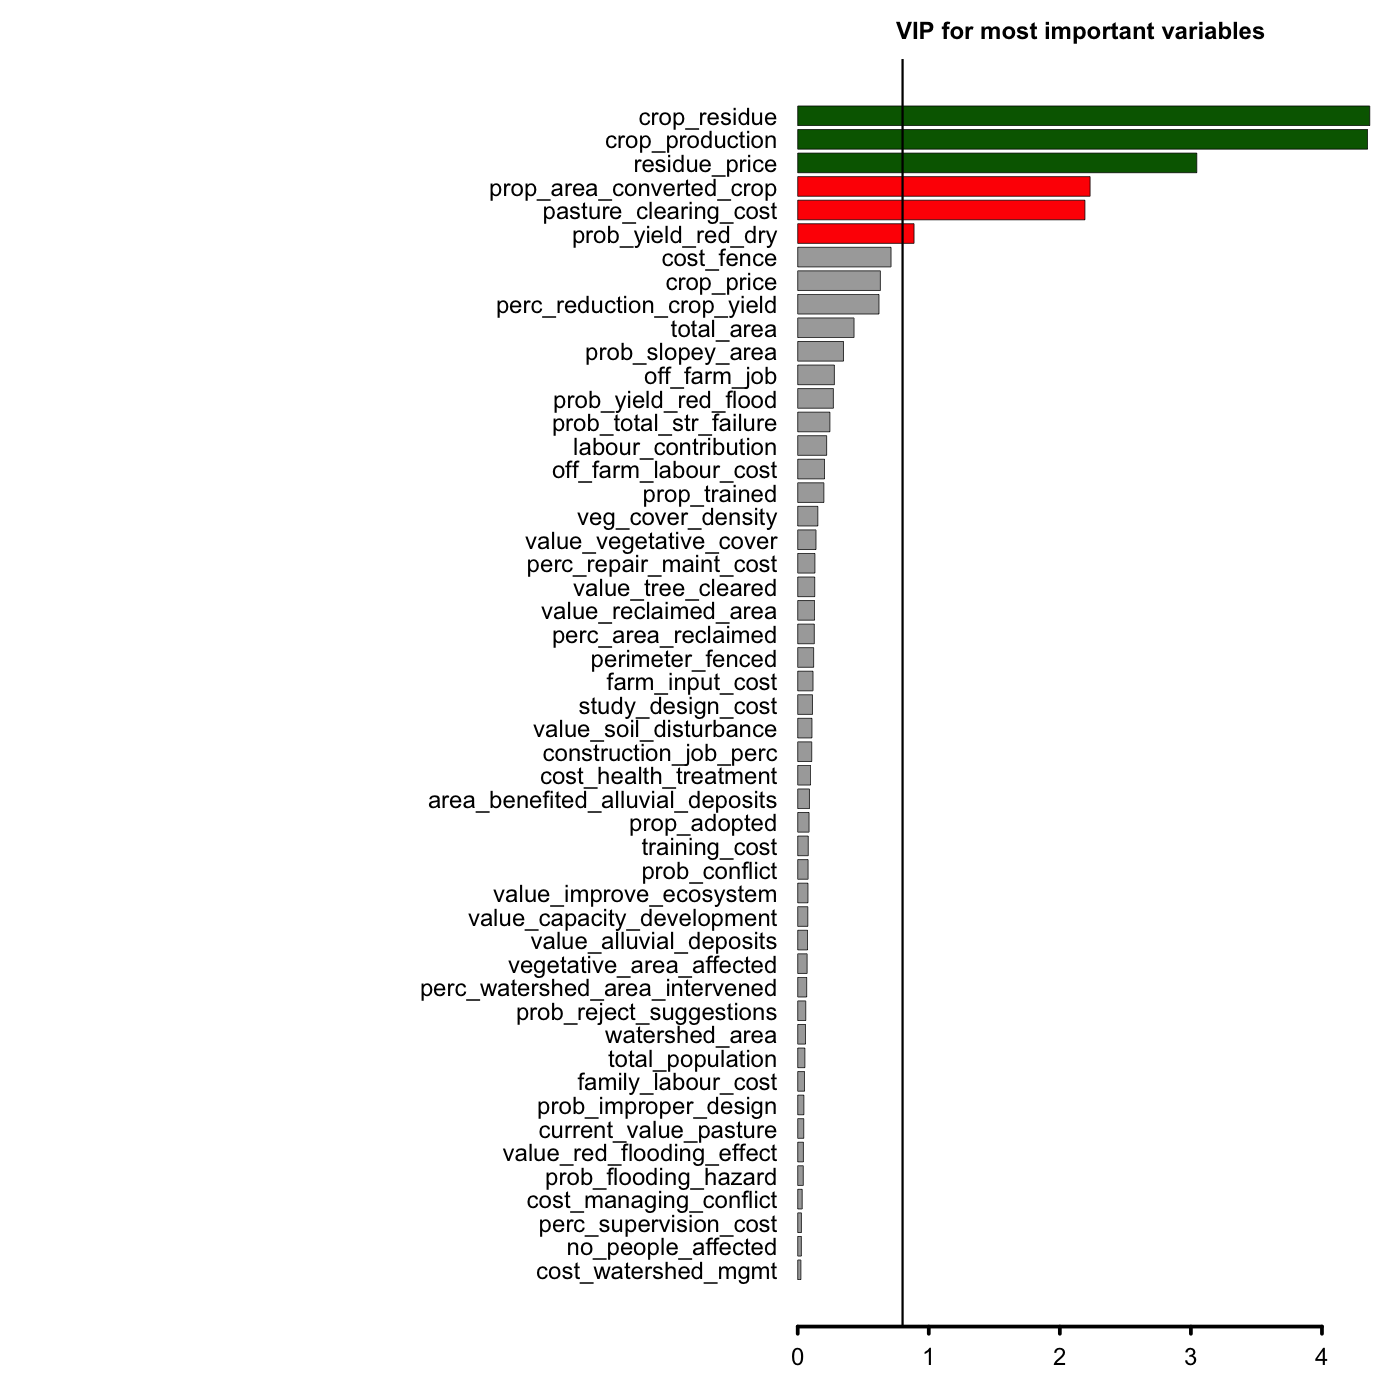 VIP for most important variables
crop_residue
crop_production
residue_price
prop_area_converted_crop
pasture_clearing_cost
prob_yield_red_dry
cost_fence
crop_price
perc_reduction_crop_yield
total_area
prob_slopey_area
off_farm_job
prob_yield_red_flood
prob_total_str_failure
labour_contribution
off_farm_labour_cost
prop_trained
veg_cover_density
value_vegetative_cover
perc_repair_maint_cost
value_tree_cleared
value_reclaimed_area
perc_area_reclaimed
perimeter_fenced
farm_input_cost
study_design_cost
value_soil_disturbance
construction_job_perc
cost_health_treatment
area_benefited_alluvial_deposits
prop_adopted
training_cost
prob_conflict
value_improve_ecosystem
value_capacity_development
value_alluvial_deposits
vegetative_area_affected
perc_watershed_area_intervened
prob_reject_suggestions
watershed_area
total_population
family_labour_cost
prob_improper_design
current_value_pasture
value_red_flooding_effect
prob_flooding_hazard
cost_managing_conflict
perc_supervision_cost
no_people_affected
cost_watershed_mgmt
0 1 2 3 4